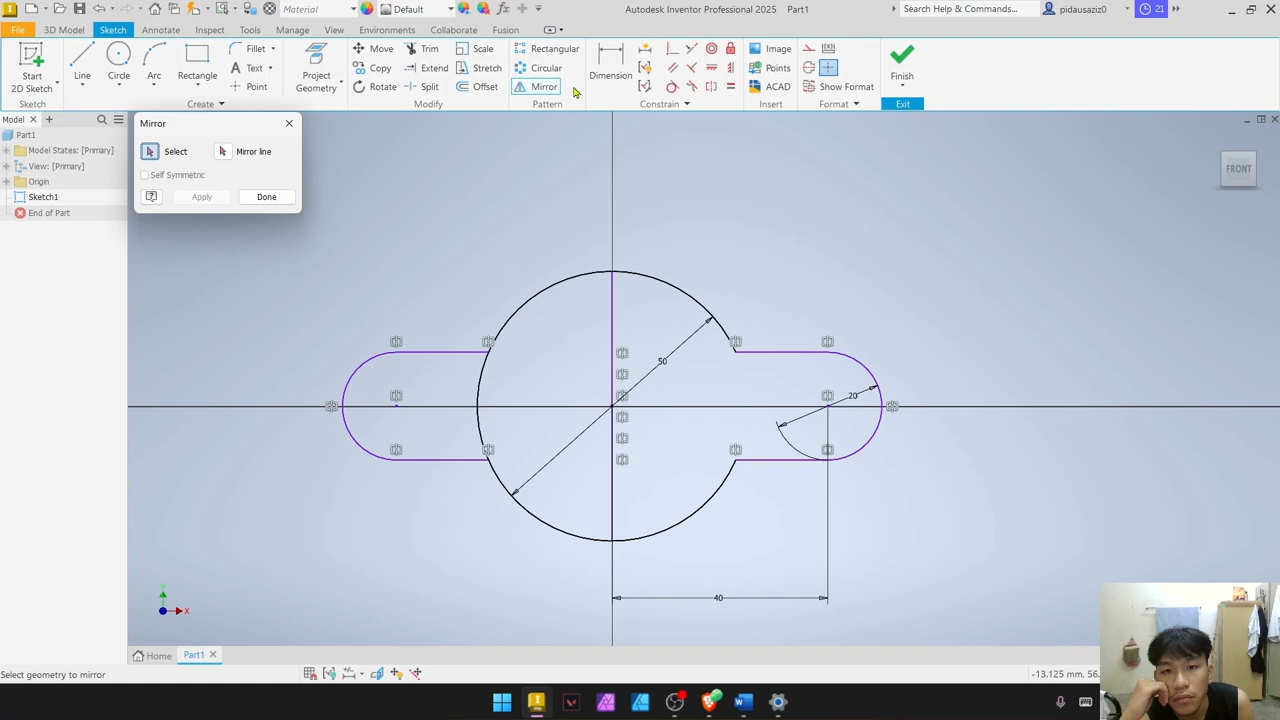 Material
Default
Autodesk Inventor Professional 2025 Part1
Search Help & Commands...
pidausaziz0
21
File
3D Model
Sketch
Annotate
Inspect
Tools
Manage
View
Environments
Collaborate
Fusion
Start
2D Sketch
Line
Circle
Arc
Rectangle
Fillet
Text
Point
Project
Geometry
Move
Copy
Rotate
Trim
Extend
Split
Scale
Stretch
Offset
Rectangular
Circular
Mirror
Dimension
Image
Points
ACAD
Show Format
Finish
Sketch
Create
Modify
Pattern
Constrain
Insert
Format
Exit
Model
Part1
Model States: [Primary]
View: [Primary]
Origin
Sketch1
End of Part
Mirror
Select
Mirror line
Self Symmetric
Apply
Done
FRONT
50
20
40
Y
X
Home
Part1
Select geometry to mirror
-13.125 mm, 56.